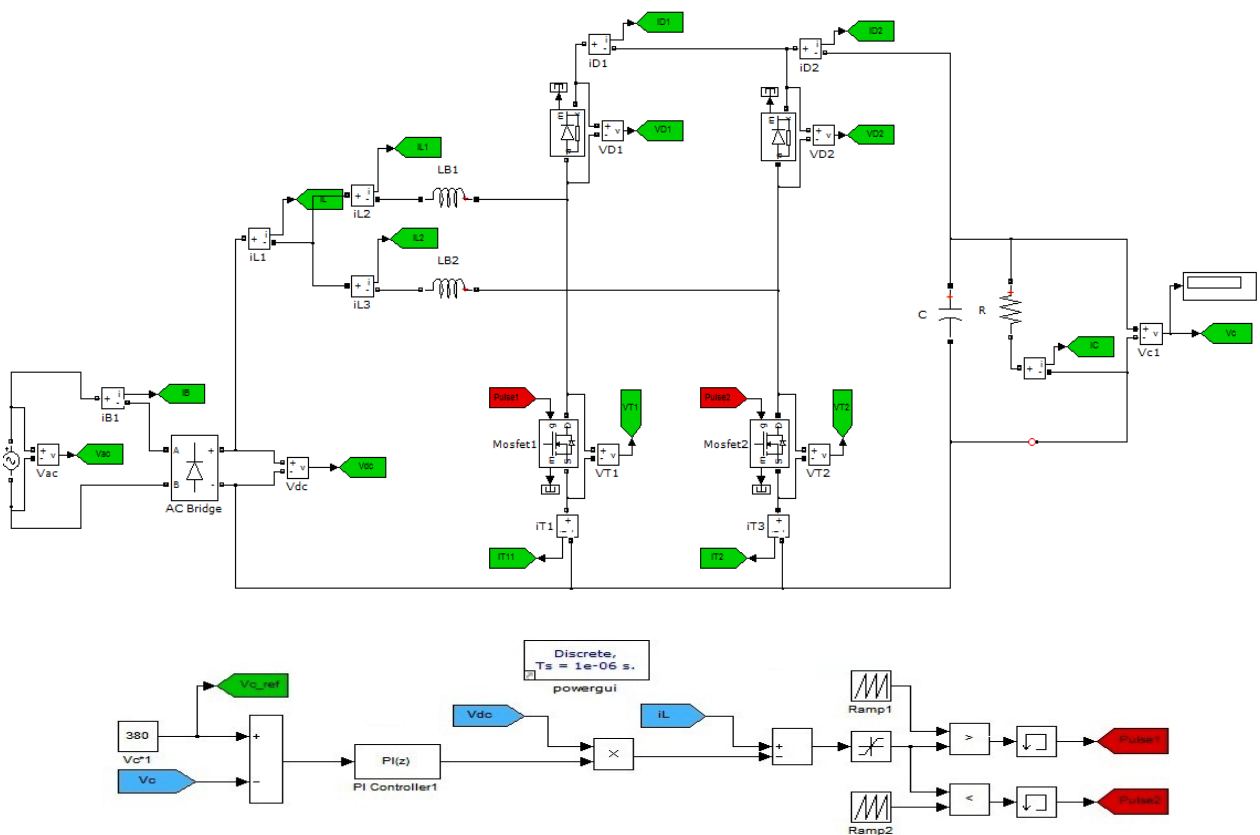 ID1
i
+
-
iD1
ID2
i
+
-
iD2
m
k
a
+
-
v
VD1
VD1
m
k
a
+
-
v
VD2
VD2
IL1
LB1
i
+
-
iL2
IL
i
+
-
iL1
IL2
LB2
i
+
-
iL3
+
C
+
R
i
+
-
IC
+
-
v
Vc1
Vc
i
+
-
IB
iB1
+
-
v
Vac
Vac
A
B
+
-
AC Bridge
+
-
v
Vdc
Vdc
Pulse1
g
D
m
S
Mosfet1
+
-
v
VT1
VT1
Pulse2
g
D
m
S
Mosfet2
+
-
v
VT2
VT2
iT1
+
-
i
IT11
iT3
+
-
i
IT2
Discrete,
Ts = 1e-06 s.
powergui
Vc_ref
380
Vc*1
Vc
+
−
PI(z)
PI Controller1
Vdc
×
iL
+
−
Ramp1
>
Pulse1
Ramp2
<
Pulse2